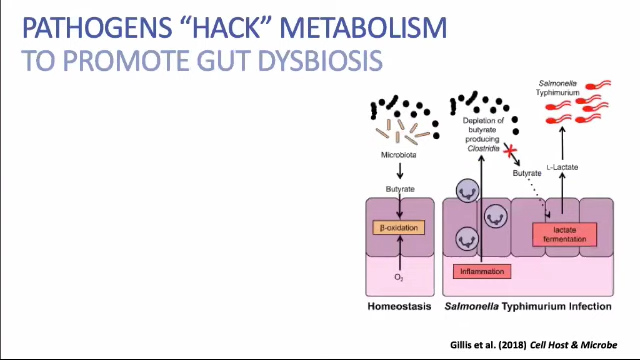 PATHOGENS “HACK” METABOLISM
TO PROMOTE GUT DYSBIOSIS
Microbiota
Butyrate
β-oxidation
O₂
Homeostasis
Depletion of
butyrate
producing
Clostridia
Butyrate
Salmonella
Typhimurium
L-Lactate
lactate
fermentation
Inflammation
Salmonella Typhimurium Infection
Gillis et al. (2018) Cell Host & Microbe